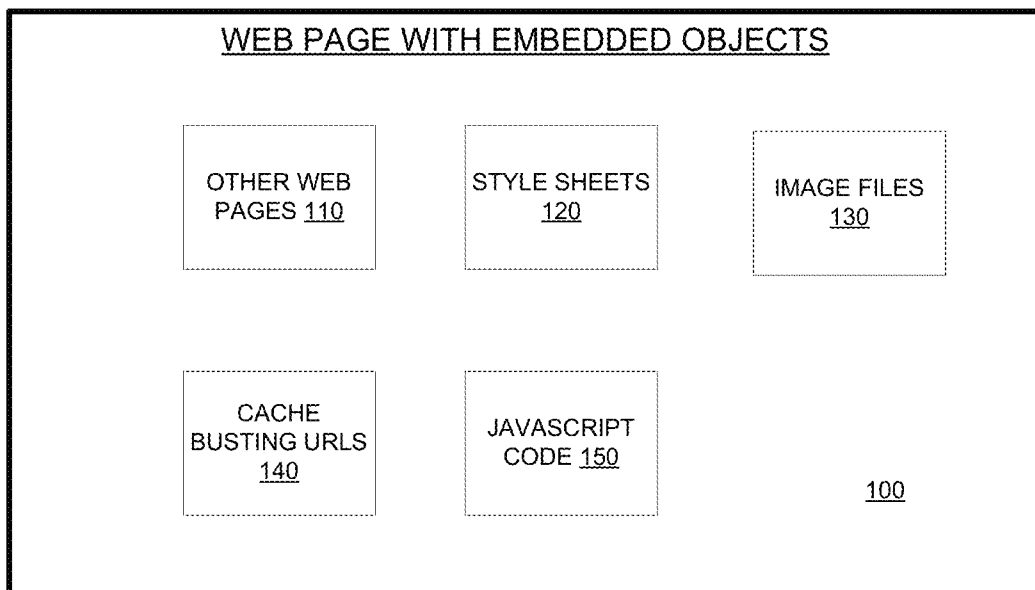 WEB PAGE WITH EMBEDDED OBJECTS
OTHER WEB
PAGES 110
STYLE SHEETS
120
IMAGE FILES
130
CACHE
BUSTING URLS
140
JAVASCRIPT
CODE 150
100